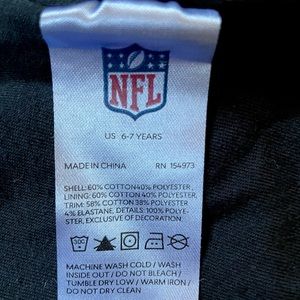 NFL
US 6-7 YEARS
MADE IN CHINA RN 154973
SHELL: 60% COTTON 40% POLYESTER
LINING: 60% COTTON 40% POLYESTER
TRIM: 58% COTTON 38% POLYESTER
4% ELASTANE, DETAILS: 100% POLYE-
STER, EXCLUSIVE OF DECORATION
MACHINE WASH COLD / WASH
INSIDE OUT / DO NOT BLEACH /
TUMBLE DRY LOW / WARM IRON /
DO NOT DRY CLEAN